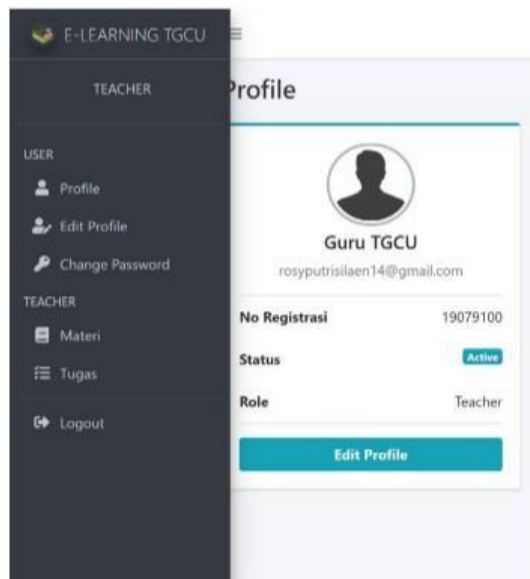 E-LEARNING TGCU
TEACHER
USER
Profile
Edit Profile
Change Password
TEACHER
Materi
Tugas
Logout
Profile
Guru TGCU
rosyputrisilaen14@gmail.com
No Registrasi 19079100
Status Active
Role Teacher
Edit Profile